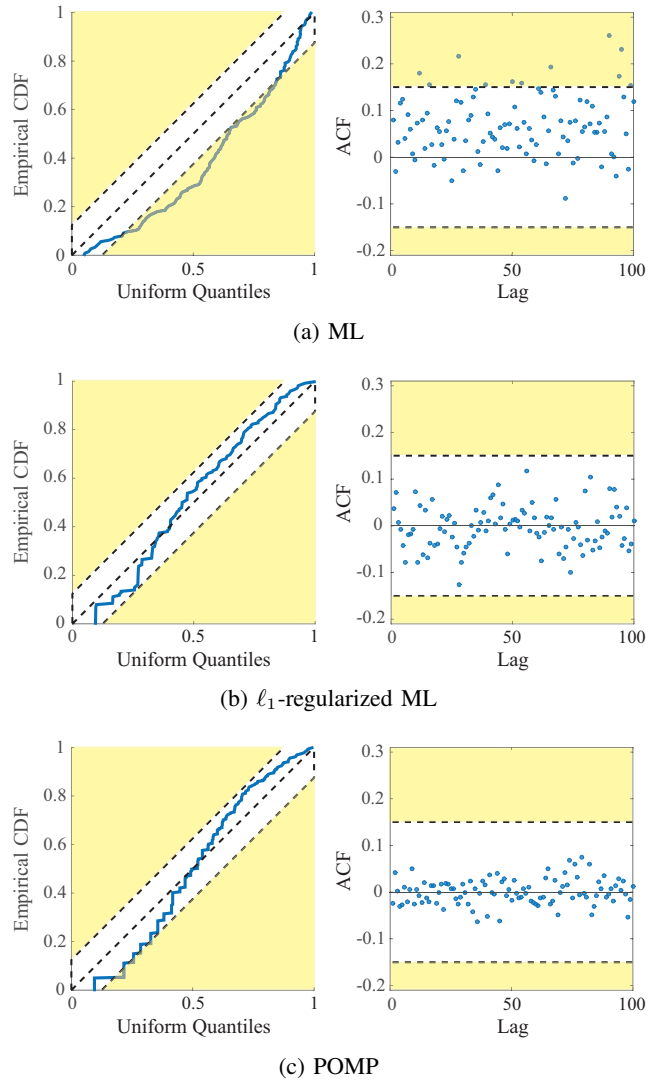 1
0.8
0.6
0.4
0.2
0
Empirical CDF
0 0.5 1
Uniform Quantiles
0.3
0.2
0.1
0
-0.1
-0.2
ACF
0 50 100
Lag
(a) ML
1
0.8
0.6
0.4
0.2
0
Empirical CDF
0 0.5 1
Uniform Quantiles
0.3
0.2
0.1
0
-0.1
-0.2
ACF
0 50 100
Lag
(b) ℓ₁-regularized ML
1
0.8
0.6
0.4
0.2
0
Empirical CDF
0 0.5 1
Uniform Quantiles
0.3
0.2
0.1
0
-0.1
-0.2
ACF
0 50 100
Lag
(c) POMP